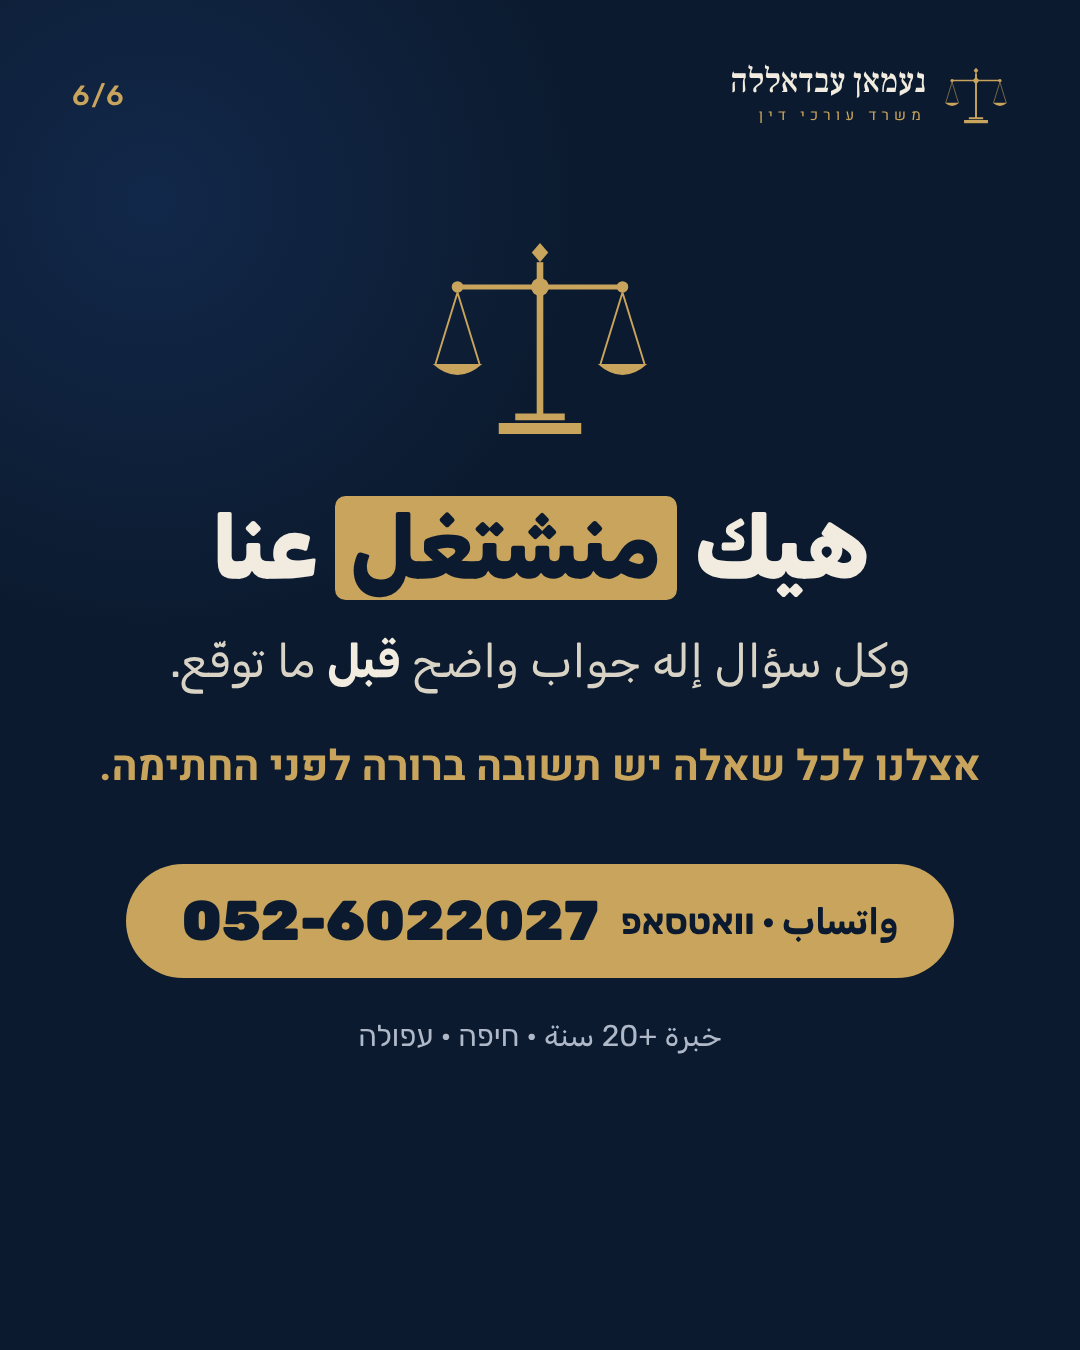 נעמאן עבדאללה
משרד עורכי דין
6/6
هيك منشتغل عنا
وكل سؤال إله جواب واضح قبل ما توقّع.
אצלנו לכל שאלה יש תשובה ברורה לפני החתימה.
واتساب • וואטסאפ 052-6022027
خبرة +20 سنة • חיפה • עפולה